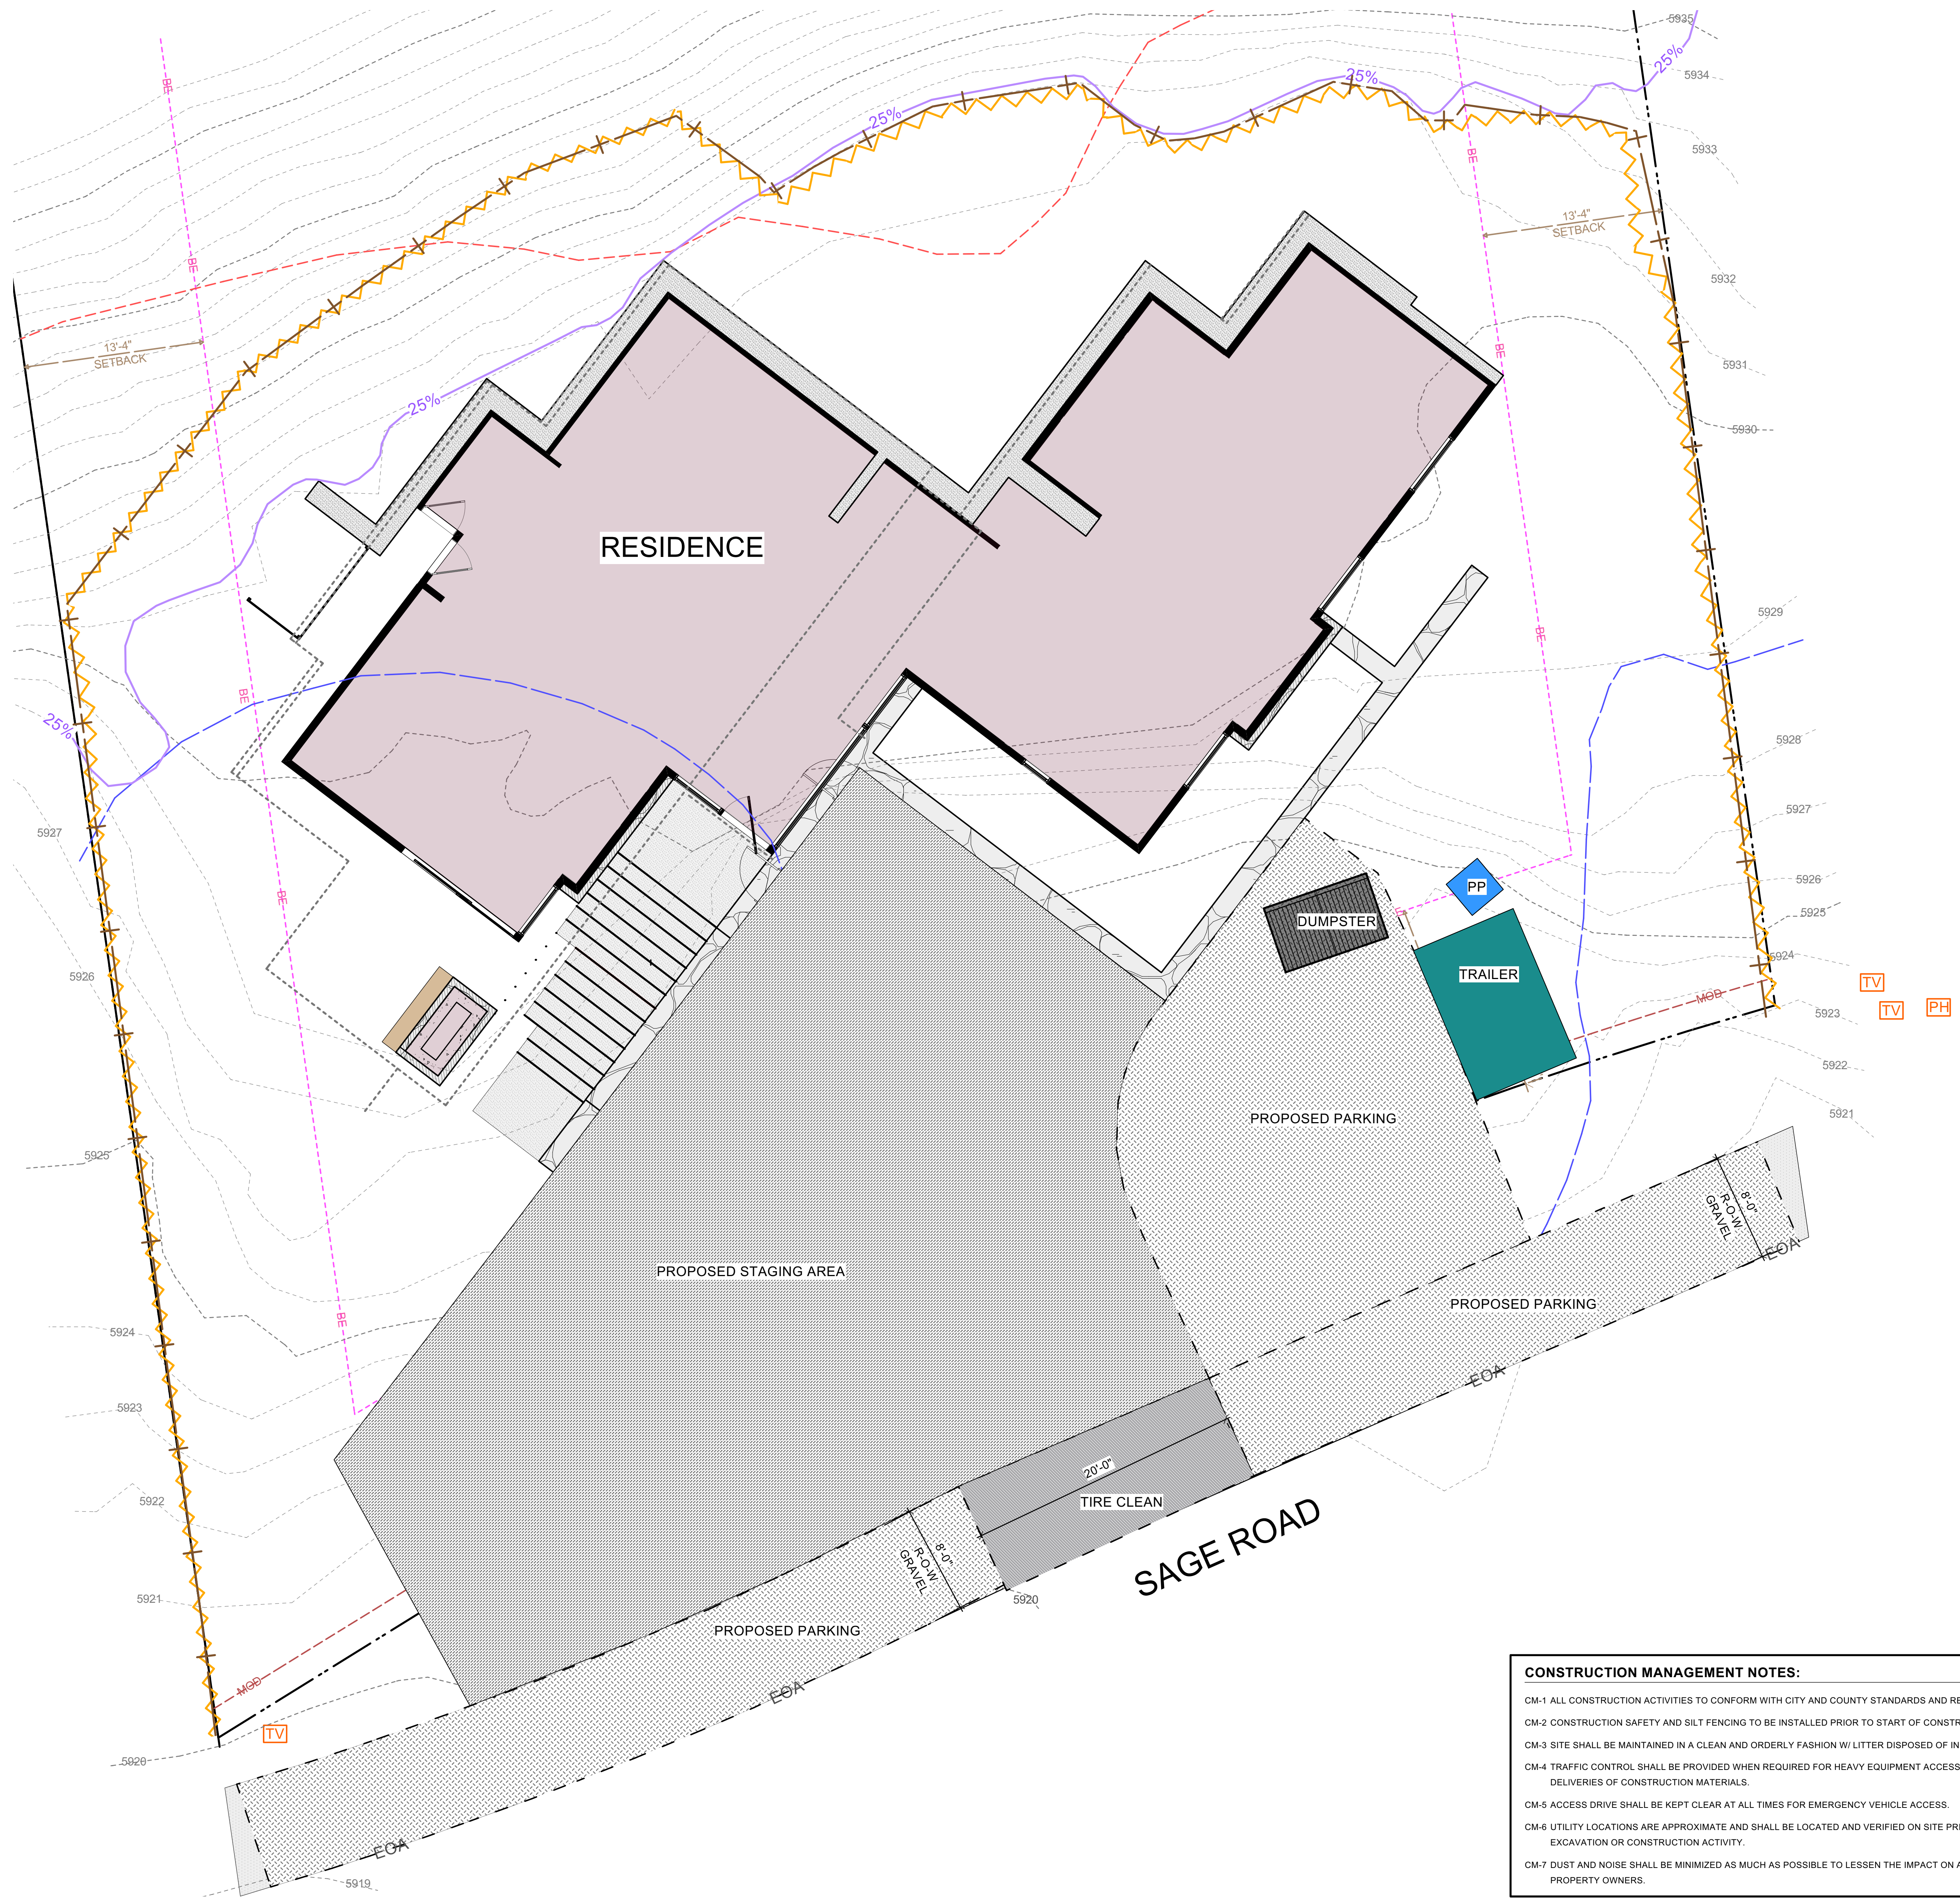 5935
25%
5934
25%
25%
BE
5933
BE
13'-4"
SETBACK
BE
5932
13'-4"
SETBACK
BE
5931
25%
5930
RESIDENCE
5929
BE
BE
25%
5928
5927
5927
PP
5926
BE
DUMPSTER
5925
TRAILER
5924
5926
TV
MOD
TV
PH
5923
5922
PROPOSED PARKING
5921
5925
8'-0"
R-O-W
GRAVEL
EOA
PROPOSED STAGING AREA
PROPOSED PARKING
BE
5924
EOA
5923
20'-0"
TIRE CLEAN
5922
SAGE ROAD
8'-0"
R-O-W
GRAVEL
5921
5920
PROPOSED PARKING
MOD
EOA
TV
5920
EOA
5919
CONSTRUCTION MANAGEMENT NOTES:
CM-1 ALL CONSTRUCTION ACTIVITIES TO CONFORM WITH CITY AND COUNTY STANDARDS AND RE
CM-2 CONSTRUCTION SAFETY AND SILT FENCING TO BE INSTALLED PRIOR TO START OF CONSTR
CM-3 SITE SHALL BE MAINTAINED IN A CLEAN AND ORDERLY FASHION W/ LITTER DISPOSED OF IN
CM-4 TRAFFIC CONTROL SHALL BE PROVIDED WHEN REQUIRED FOR HEAVY EQUIPMENT ACCESS
DELIVERIES OF CONSTRUCTION MATERIALS.
CM-5 ACCESS DRIVE SHALL BE KEPT CLEAR AT ALL TIMES FOR EMERGENCY VEHICLE ACCESS.
CM-6 UTILITY LOCATIONS ARE APPROXIMATE AND SHALL BE LOCATED AND VERIFIED ON SITE PRI
EXCAVATION OR CONSTRUCTION ACTIVITY.
CM-7 DUST AND NOISE SHALL BE MINIMIZED AS MUCH AS POSSIBLE TO LESSEN THE IMPACT ON A
PROPERTY OWNERS.